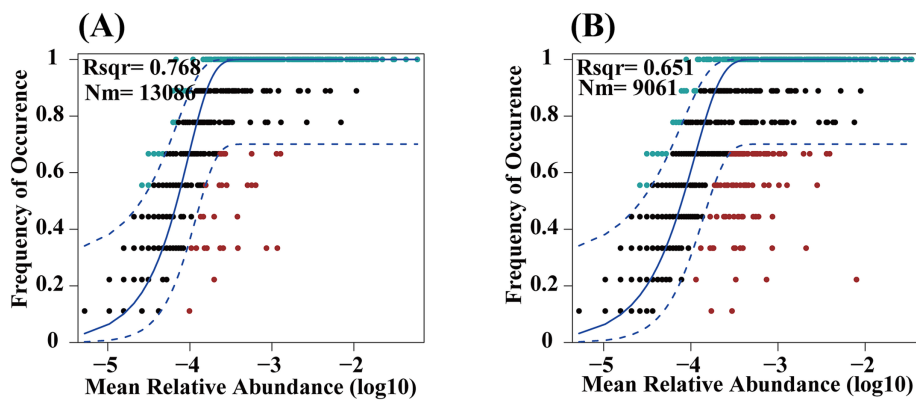 (A)
Rsqr= 0.768
Nm= 13086
Frequency of Occurence
1
0.8
0.6
0.4
0.2
0
−5
−4
−3
−2
Mean Relative Abundance (log10)
(B)
Rsqr= 0.651
Nm= 9061
Frequency of Occurence
1
0.8
0.6
0.4
0.2
0
−5
−4
−3
−2
Mean Relative Abundance (log10)